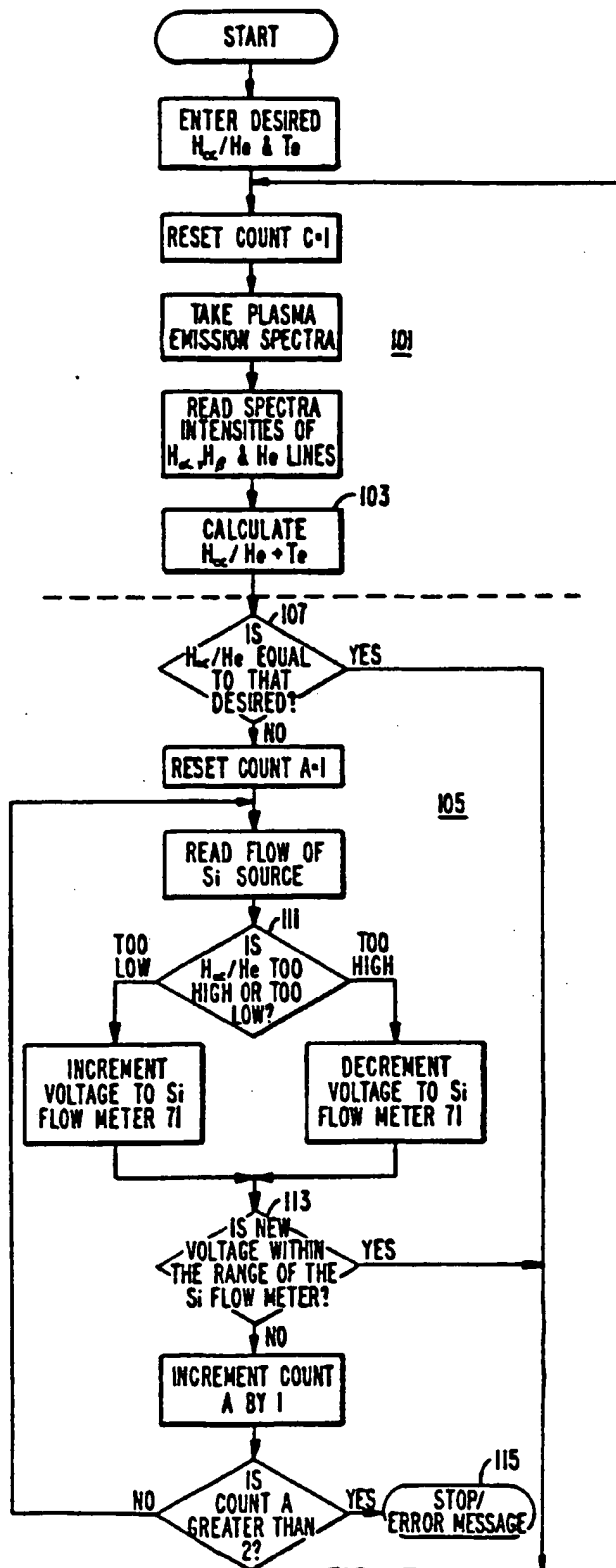 START
ENTER DESIRED
H∝/He & Te
RESET COUNT C=1
TAKE PLASMA
EMISSION SPECTRA
101
READ SPECTRA
INTENSITIES OF
H∝, Hβ & He LINES
103
CALCULATE
H∝/He + Te
107
IS
H∝/He EQUAL
TO THAT
DESIRED?
YES
NO
RESET COUNT A=1
105
READ FLOW OF
Si SOURCE
111
IS
H∝/He TOO
HIGH OR TOO
LOW?
TOO
LOW
TOO
HIGH
INCREMENT
VOLTAGE TO Si
FLOW METER 71
DECREMENT
VOLTAGE TO Si
FLOW METER 71
113
IS NEW
VOLTAGE WITHIN
THE RANGE OF THE
Si FLOW METER?
YES
NO
INCREMENT COUNT
A BY 1
IS
COUNT A
GREATER THAN
2?
NO
YES
115
STOP/
ERROR MESSAGE